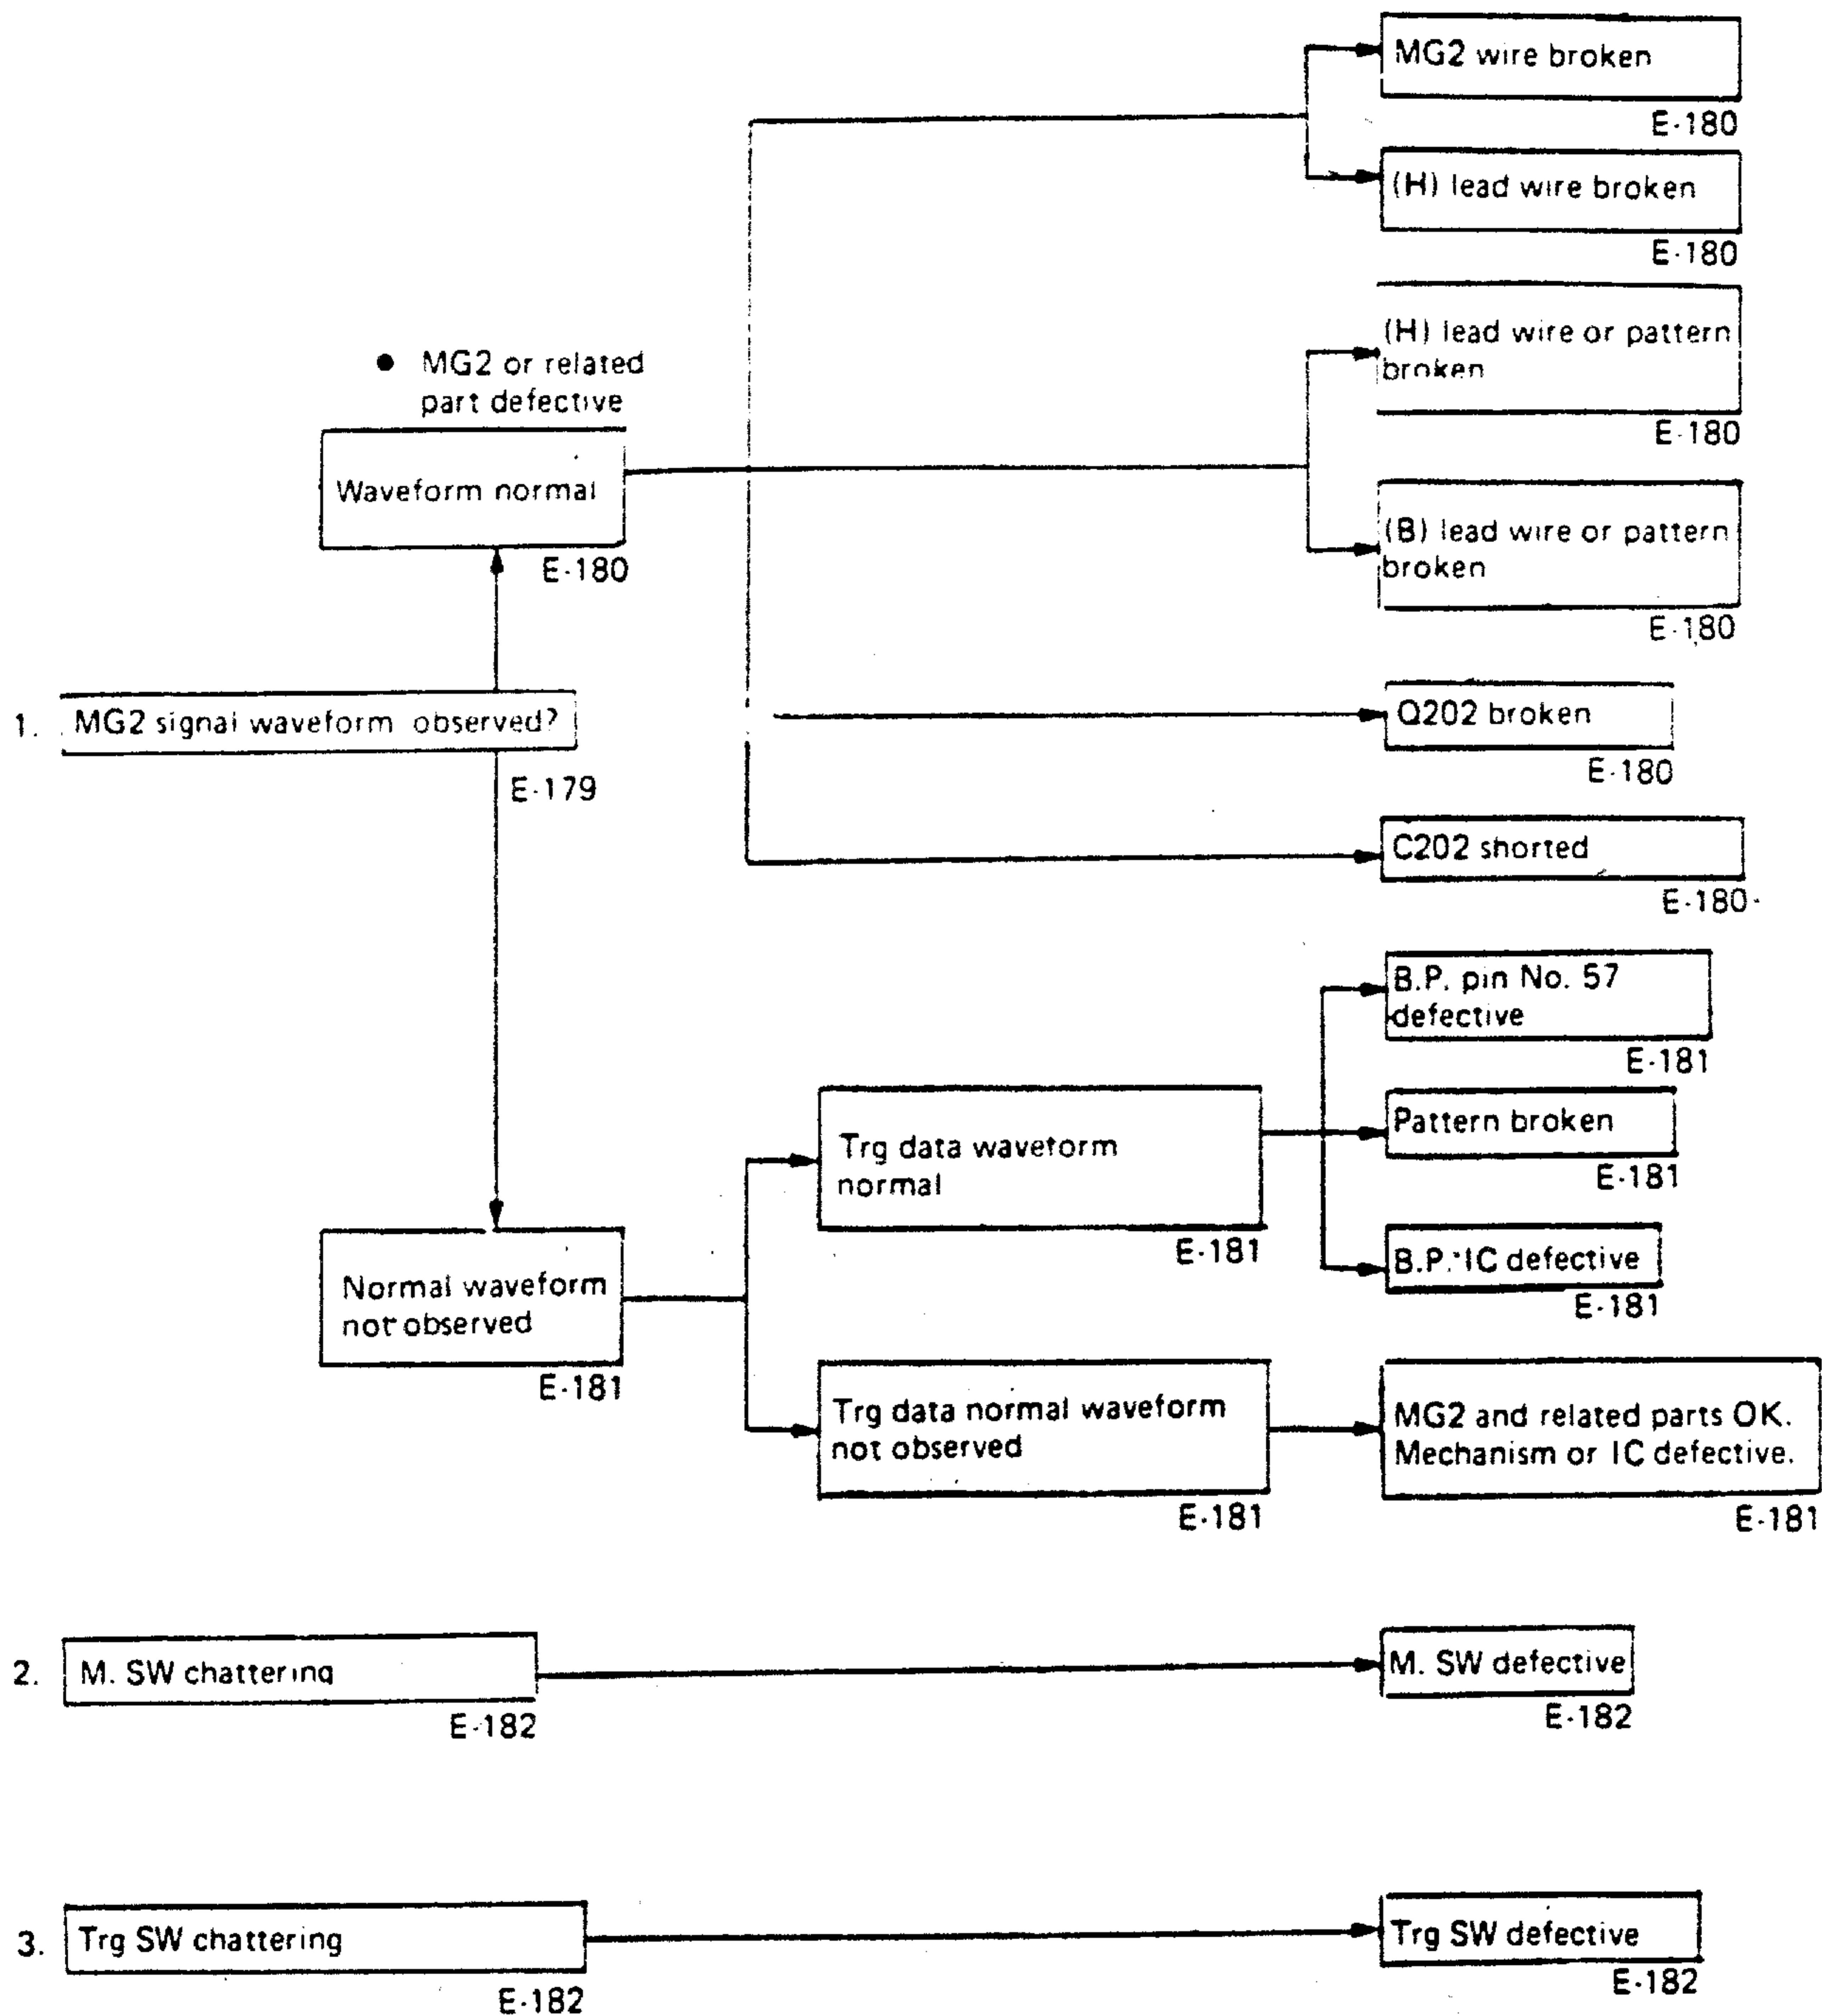 MG2 wire broken
E-180
(H) lead wire broken
E-180
(H) lead wire or pattern
broken
E-180
● MG2 or related
part defective
Waveform normal
E-180
(B) lead wire or pattern
broken
E-180
1. MG2 signal waveform observed?
E-179
Q202 broken
E-180
C202 shorted
E-180
B.P. pin No. 57
defective
E-181
Trg data waveform
normal
E-181
Pattern broken
E-181
B.P. IC defective
E-181
Normal waveform
not observed
E-181
Trg data normal waveform
not observed
E-181
MG2 and related parts OK.
Mechanism or IC defective.
E-181
2. M. SW chattering
E-182
M. SW defective
E-182
3. Trg SW chattering
E-182
Trg SW defective
E-182